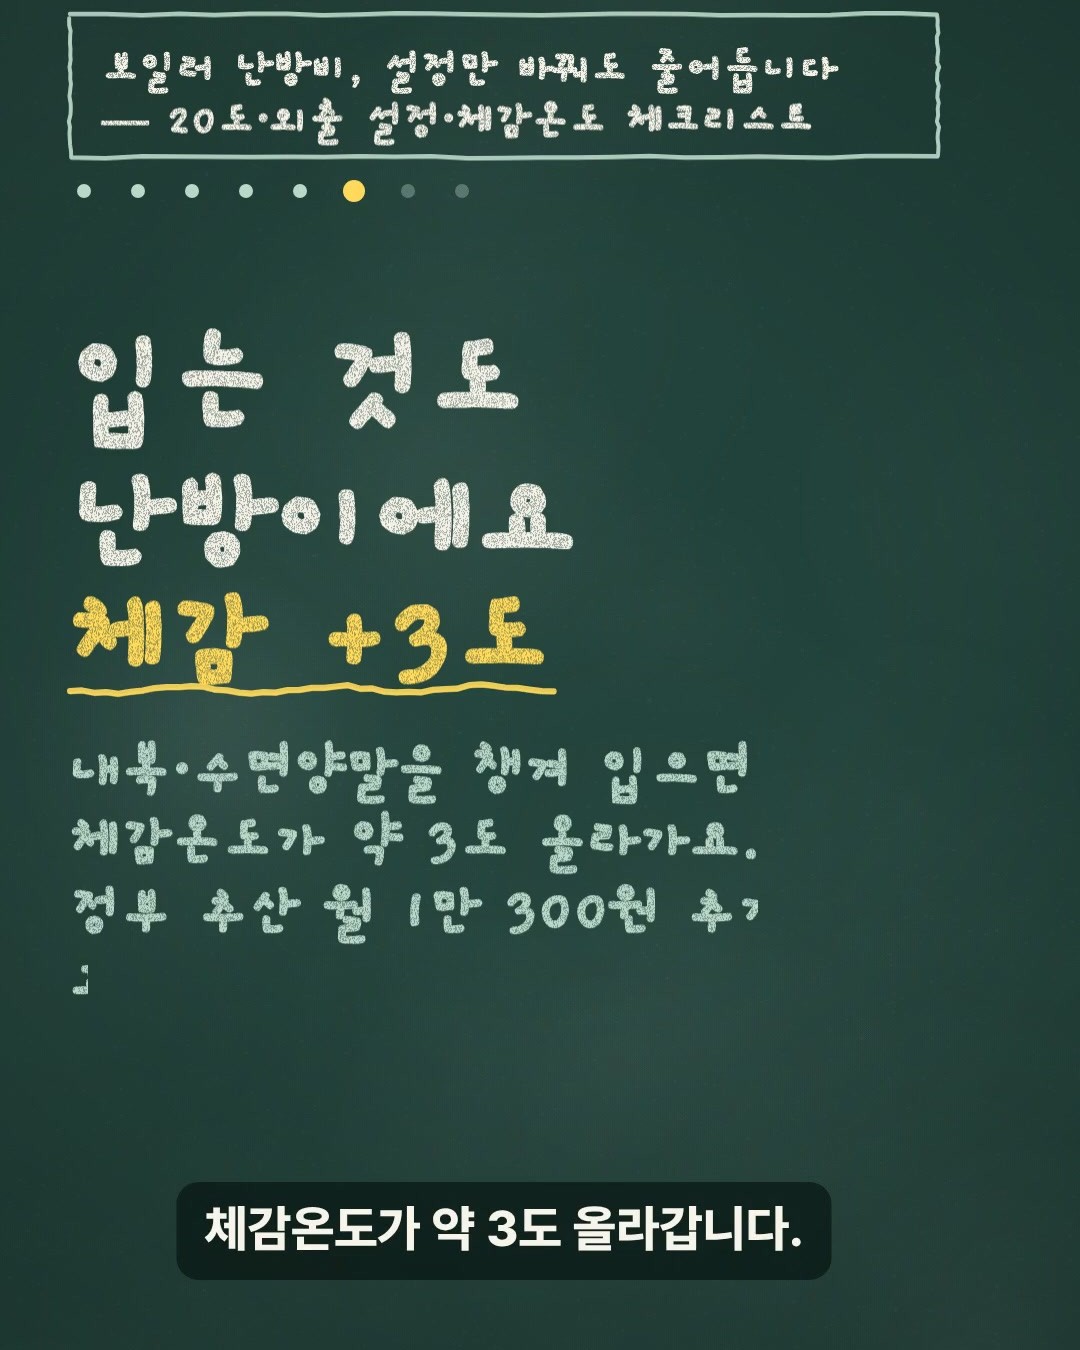 보일러 난방비, 설정만 바꿔도 줄어듭니다
— 20도·외출 설정·체감온도 체크리스트
입는 것도
난방이에요
체감 +3도
내복·수면양말을 챙겨 입으면
체감온도가 약 3도 올라가요.
정부 추산 월 1만 300원
체감온도가 약 3도 올라갑니다.